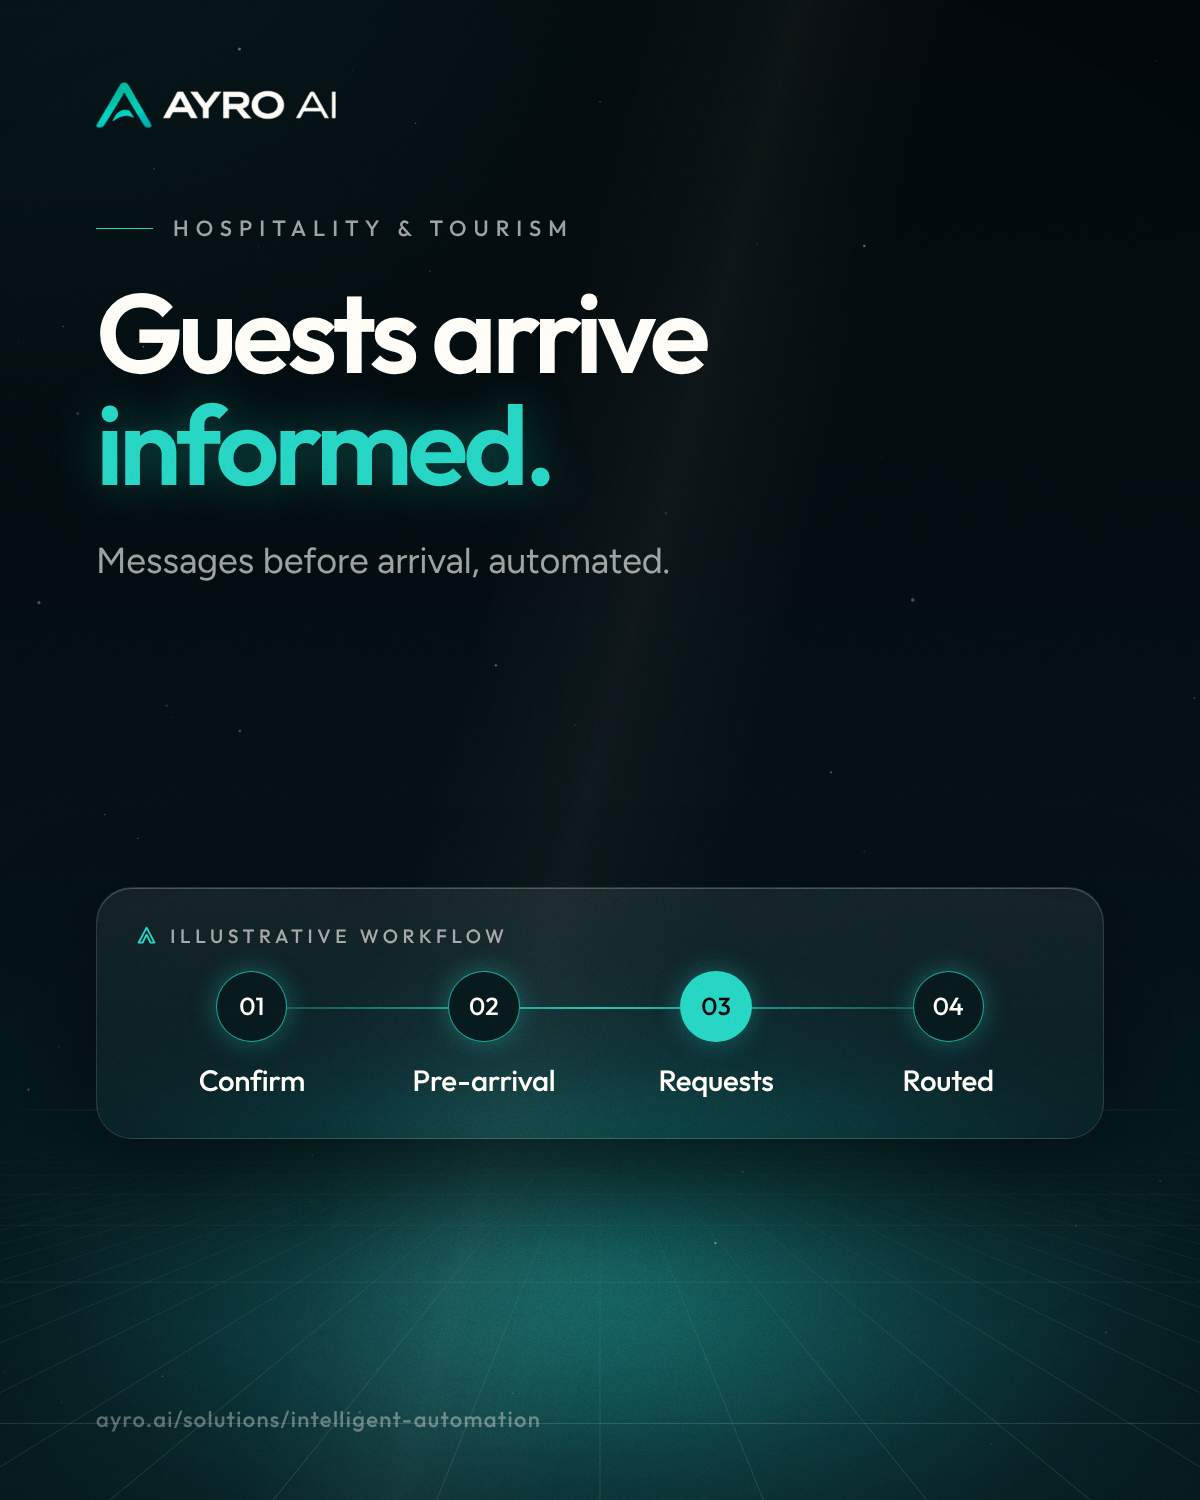 AYRO AI
HOSPITALITY & TOURISM
Guests arrive
informed.
Messages before arrival, automated.
ILLUSTRATIVE WORKFLOW
01 02 03 04
Confirm Pre-arrival Requests Routed
ayro.ai/solutions/intelligent-automation